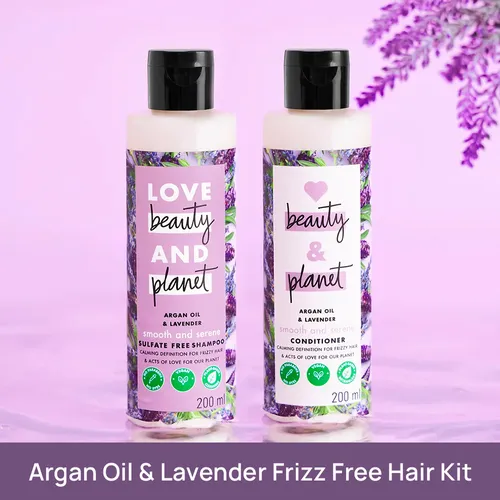 LOVE
beauty
AND
planet
ARGAN OIL
& LAVENDER
smooth and serene
SULFATE FREE SHAMPOO
CALMING DEFINITION FOR FRIZZY HAIR
& ACTS OF LOVE FOR OUR PLANET
200 ml
beauty
&
planet
ARGAN OIL
& LAVENDER
smooth and serene
CONDITIONER
CALMING DEFINITION FOR FRIZZY HAIR
& ACTS OF LOVE FOR OUR PLANET
200 ml
Argan Oil & Lavender Frizz Free Hair Kit